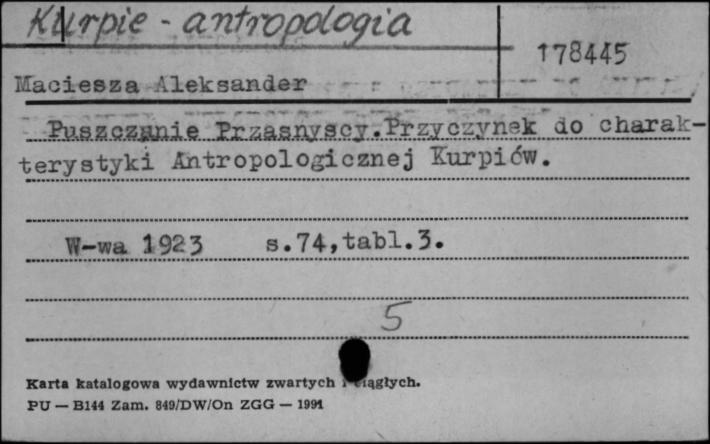 Kurpie - antropologia
178445
Maciesza Aleksander
Puszczanie Przasnyscy.Przyczynek do charak-
terystyki Antropologicznej Kurpiów.
W-wa 1923 s.74,tabl.3.
5
Karta katalogowa wydawnictw zwartych i ciągłych.
PU — B144 Zam. 849/DW/On ZGG — 1991